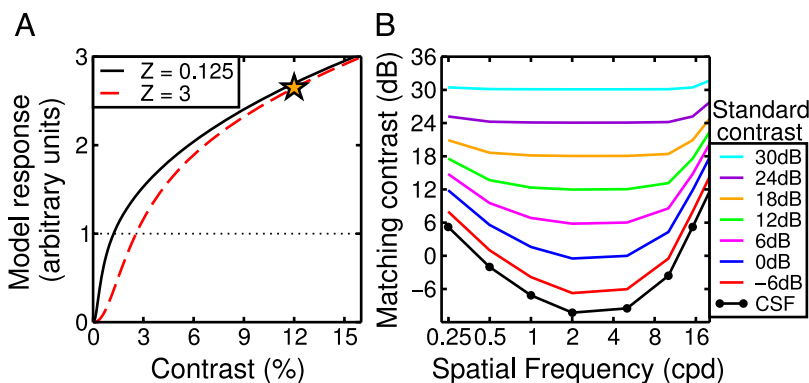 A
Model response
(arbitrary units)
3
2
1
0
Z = 0.125
Z = 3
0 3 6 9 12 15
Contrast (%)
B
Matching contrast (dB)
36
30
24
18
12
6
0
−6
0.25 0.5 1 2 4 8 16
Spatial Frequency (cpd)
Standard
contrast
30dB
24dB
18dB
12dB
6dB
0dB
−6dB
CSF